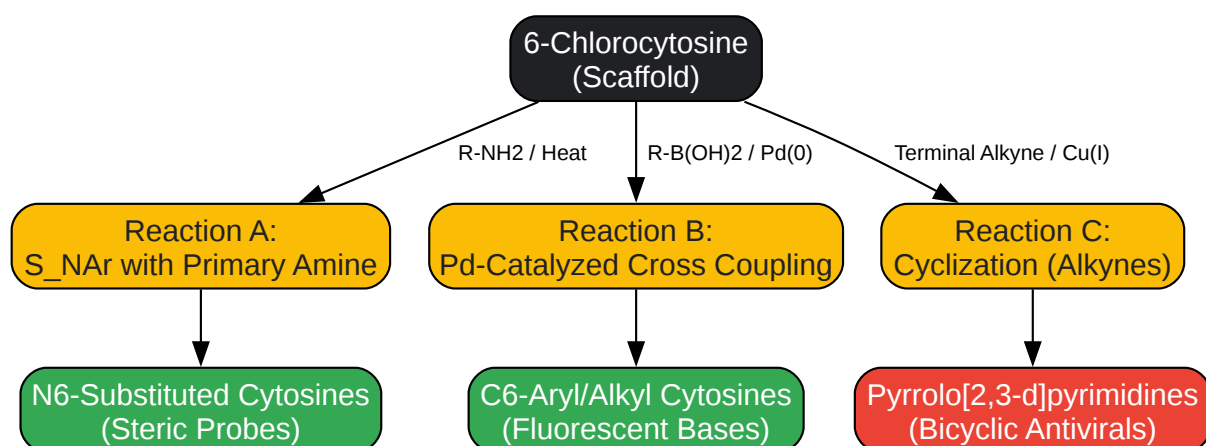 6-Chlorocytosine
(Scaffold)
R-NH2 / Heat
R-B(OH)2 / Pd(0)
Terminal Alkyne / Cu(I)
Reaction A:
S_NAr with Primary Amine
Reaction B:
Pd-Catalyzed Cross Coupling
Reaction C:
Cyclization (Alkynes)
N6-Substituted Cytosines
(Steric Probes)
C6-Aryl/Alkyl Cytosines
(Fluorescent Bases)
Pyrrolo[2,3-d]pyrimidines
(Bicyclic Antivirals)